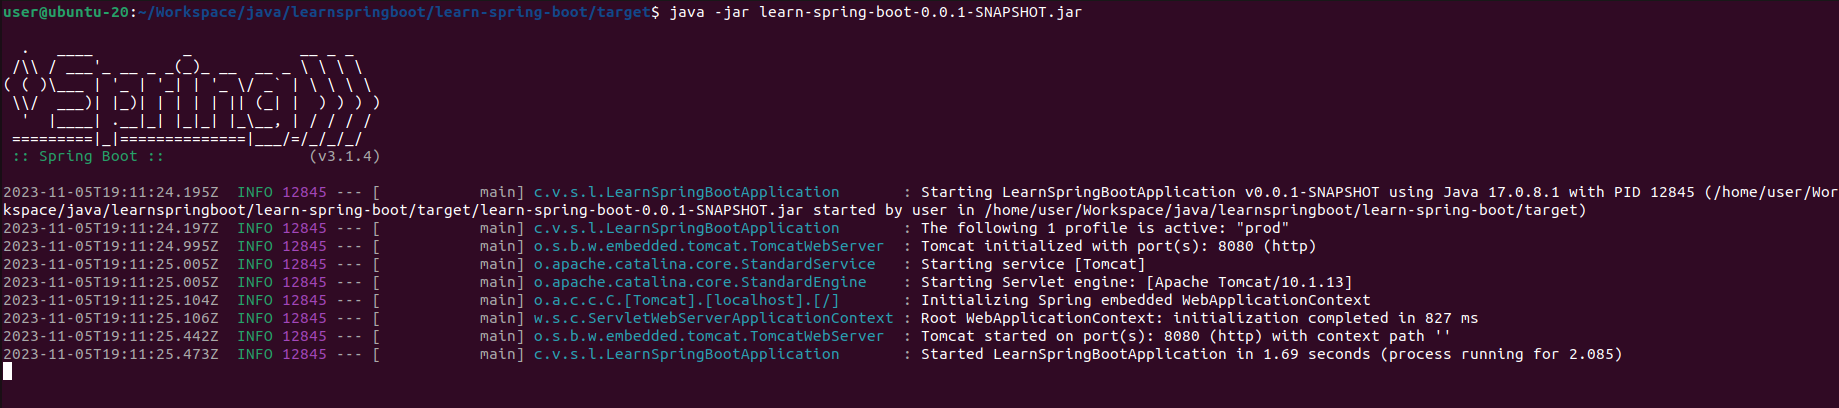 user@ubuntu-20:~/Workspace/java/learnspringboot/learn-spring-boot/target$ java -jar learn-spring-boot-0.0.1-SNAPSHOT.jar

  .   ____          _            __ _ _
 /\\ / ___'_ __ _ _(_)_ __  __ _ \ \ \ \
( ( )\___ | '_ | '_| | '_ \/ _` | \ \ \ \
 \\/  ___)| |_)| | | | | || (_| |  ) ) ) )
  '  |____| .__|_| |_|_| |_\__, | / / / /
 =========|_|==============|___/=/_/_/_/
 :: Spring Boot ::                (v3.1.4)

2023-11-05T19:11:24.195Z  INFO 12845 --- [           main] c.v.s.l.LearnSpringBootApplication       : Starting LearnSpringBootApplication v0.0.1-SNAPSHOT using Java 17.0.8.1 with PID 12845 (/home/user/Wor
kspace/java/learnspringboot/learn-spring-boot/target/learn-spring-boot-0.0.1-SNAPSHOT.jar started by user in /home/user/Workspace/java/learnspringboot/learn-spring-boot/target)
2023-11-05T19:11:24.197Z  INFO 12845 --- [           main] c.v.s.l.LearnSpringBootApplication       : The following 1 profile is active: "prod"
2023-11-05T19:11:24.995Z  INFO 12845 --- [           main] o.s.b.w.embedded.tomcat.TomcatWebServer  : Tomcat initialized with port(s): 8080 (http)
2023-11-05T19:11:25.005Z  INFO 12845 --- [           main] o.apache.catalina.core.StandardService   : Starting service [Tomcat]
2023-11-05T19:11:25.005Z  INFO 12845 --- [           main] o.apache.catalina.core.StandardEngine    : Starting Servlet engine: [Apache Tomcat/10.1.13]
2023-11-05T19:11:25.104Z  INFO 12845 --- [           main] o.a.c.c.C.[Tomcat].[localhost].[/]       : Initializing Spring embedded WebApplicationContext
2023-11-05T19:11:25.106Z  INFO 12845 --- [           main] w.s.c.ServletWebServerApplicationContext : Root WebApplicationContext: initialization completed in 827 ms
2023-11-05T19:11:25.442Z  INFO 12845 --- [           main] o.s.b.w.embedded.tomcat.TomcatWebServer  : Tomcat started on port(s): 8080 (http) with context path ''
2023-11-05T19:11:25.473Z  INFO 12845 --- [           main] c.v.s.l.LearnSpringBootApplication       : Started LearnSpringBootApplication in 1.69 seconds (process running for 2.085)